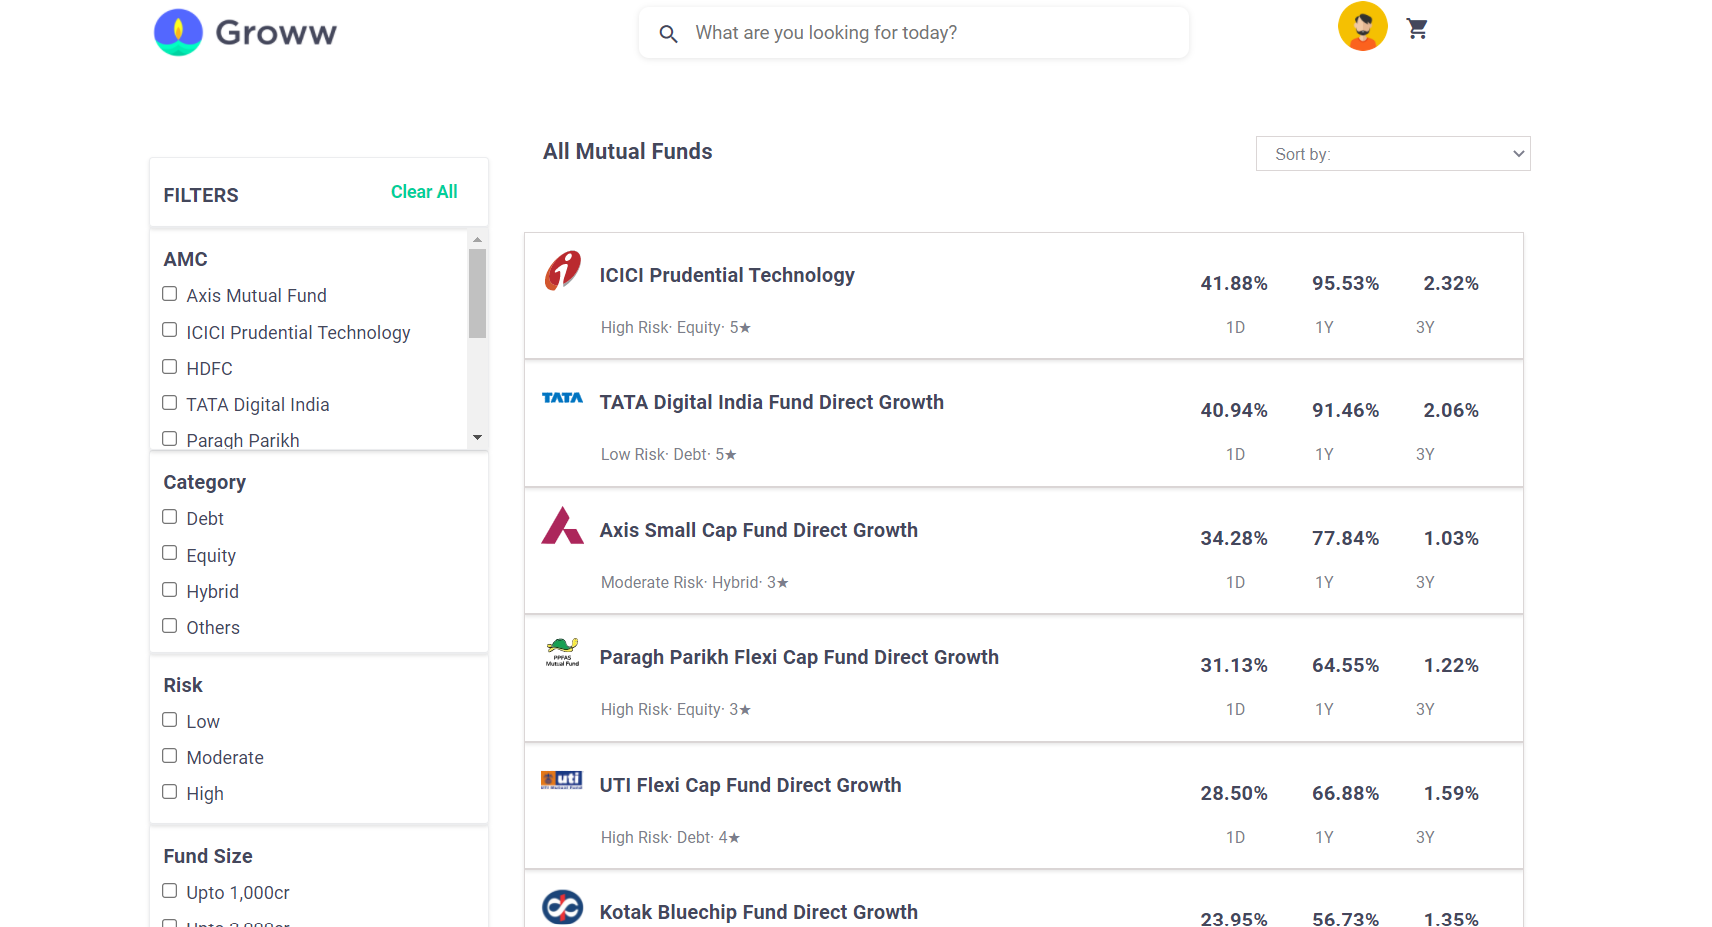 Groww
What are you looking for today?
All Mutual Funds
Sort by:
FILTERS
Clear All
AMC
Axis Mutual Fund
ICICI Prudential Technology
HDFC
TATA Digital India
Paragh Parikh
Category
Debt
Equity
Hybrid
Others
Risk
Low
Moderate
High
Fund Size
Upto 1,000cr
ICICI Prudential Technology
41.88% 95.53% 2.32%
High Risk· Equity· 5★
1D 1Y 3Y
TATA
TATA Digital India Fund Direct Growth
40.94% 91.46% 2.06%
Low Risk· Debt· 5★
1D 1Y 3Y
Axis Small Cap Fund Direct Growth
34.28% 77.84% 1.03%
Moderate Risk· Hybrid· 3★
1D 1Y 3Y
PPFAS
Mutual Fund
Paragh Parikh Flexi Cap Fund Direct Growth
31.13% 64.55% 1.22%
High Risk· Equity· 3★
1D 1Y 3Y
uti
UTI Mutual Fund
UTI Flexi Cap Fund Direct Growth
28.50% 66.88% 1.59%
High Risk· Debt· 4★
1D 1Y 3Y
Kotak Bluechip Fund Direct Growth
23.95% 56.73% 1.35%